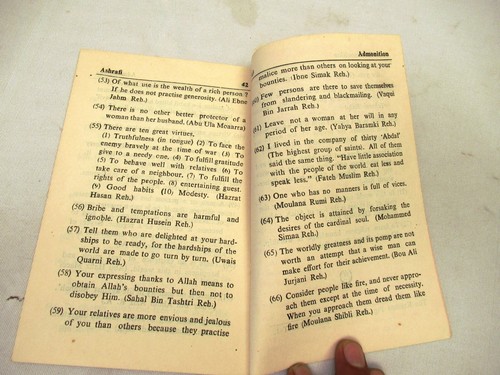 Ashrafi
42
(53) Of what use is the wealth of a rich person ?
If he does not practise generosity. (Ali Ebne
Jahm Reh.)
(54) There is no other better protector of a
woman than her husband. (Abu Ula Moaarra)
(55) There are ten great virtues.
(1) Truthfulness (in tongue) (2) To face the
enemy bravely at the time of war (3) To
give to a needy one. (4) To fulfill gratitude
(5) To behave well with relatives (6) To
take care of a neighbour. (7) To fulfill the
rights of the people. (8) entertaining guest.
(9) Good habits (10) Modesty. (Hazrat
Hasan Reh.)
(56) Bribe and temptations are harmful and
ignoble. (Hazrat Husein Reh.)
(57) Tell them who are delighted at your hard-
ships to be ready, for the hardships of the
world are made to go turn by turn. (Uwais
Quarni Reh.)
(58) Your expressing thanks to Allah means to
obtain Allah's bounties but then not to
disobey Him. (Sahal Bin Tashtri Reh.)
(59) Your relatives are more envious and jealous
of you than others because they practise
Admonition
malice more than others on looking at your
bounties. (Ibne Simak Reh.)
Few persons are there to save themselves
from slandering and blackmailing. (Vaqui
Bin Jarrah Reh.)
(61) Leave not a woman at her will in any
period of her age. (Yahya Barmki Reh.)
(62) I lived in the company of thirty 'Abdal'
(The highest group of saints). All of them
said the same thing. "Have little association
with the people of the world eat less and
speak less." (Fateh Muslim Reh.)
(63) One who has no manners is full of vices.
(Moulana Rumi Reh.)
(64) The object is attained by forsaking the
desires of the cardinal soul. (Mohammed
Simaa Reh.)
(65) The worldly greatness and its pomp are not
worth an attempt that a wise man can
make effort for their achievement. (Bou Ali
Jurjani Reh.)
(66) Consider people like fire, and never appro-
ach them except at the time of necessity.
When you approach them dread them like
fire (Moulana Shibli Reh.)